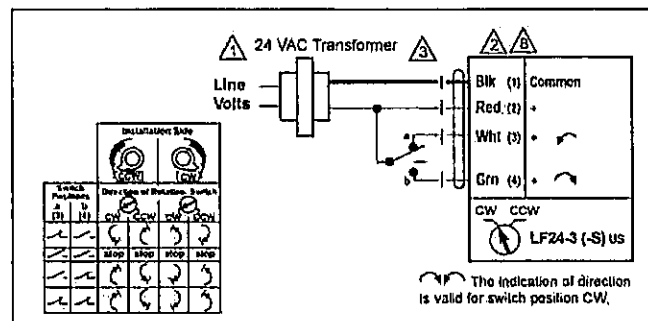 1
24 VAC Transformer
3
2
8
Line
Volts
Blk (1) Common
Red (2) +
a
Wht (3) +
b
Grn (4) +
CW CCW
LF24-3 (-S) us
The indication of direction
is valid for switch position CW.
Installation Side
CCW CW
Switch
Positions
a b
(3) (4)
Direction of Rotation Switch
CW CCW CW CCW
stop stop stop stop